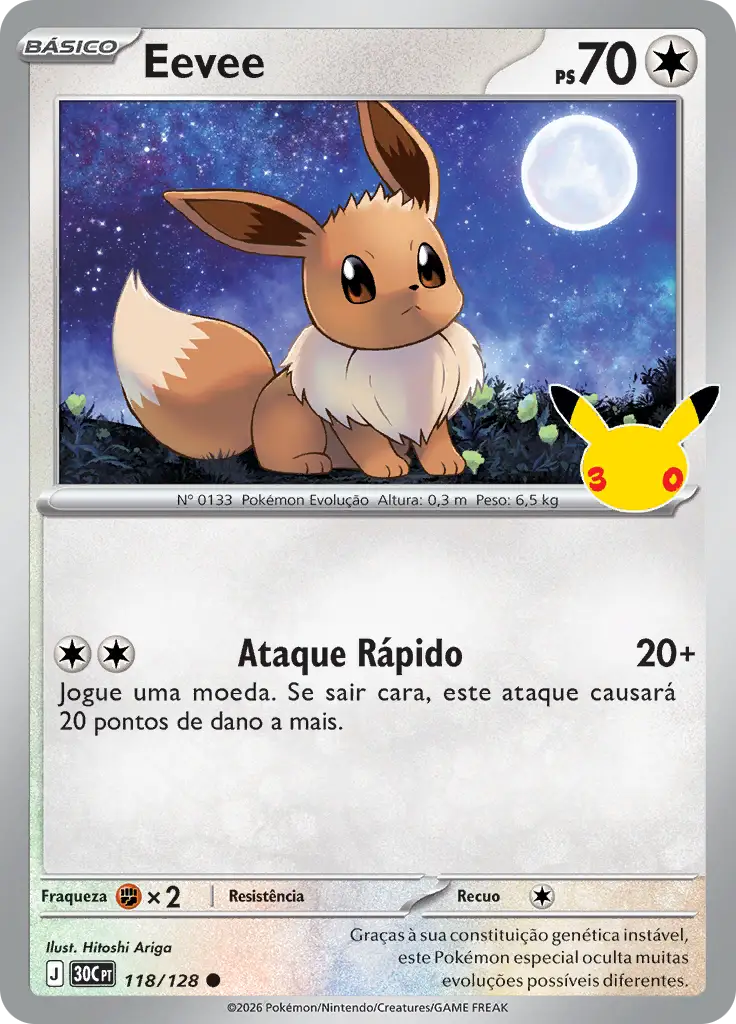 BÁSICO
Eevee
PS 70
30
Nº 0133 Pokémon Evolução Altura: 0,3 m Peso: 6,5 kg
Ataque Rápido 20+
Jogue uma moeda. Se sair cara, este ataque causará
20 pontos de dano a mais.
Fraqueza ×2 Resistência Recuo
Ilust. Hitoshi Ariga
Graças à sua constituição genética instável,
este Pokémon especial oculta muitas
evoluções possíveis diferentes.
J 30C PT 118/128
©2026 Pokémon/Nintendo/Creatures/GAME FREAK